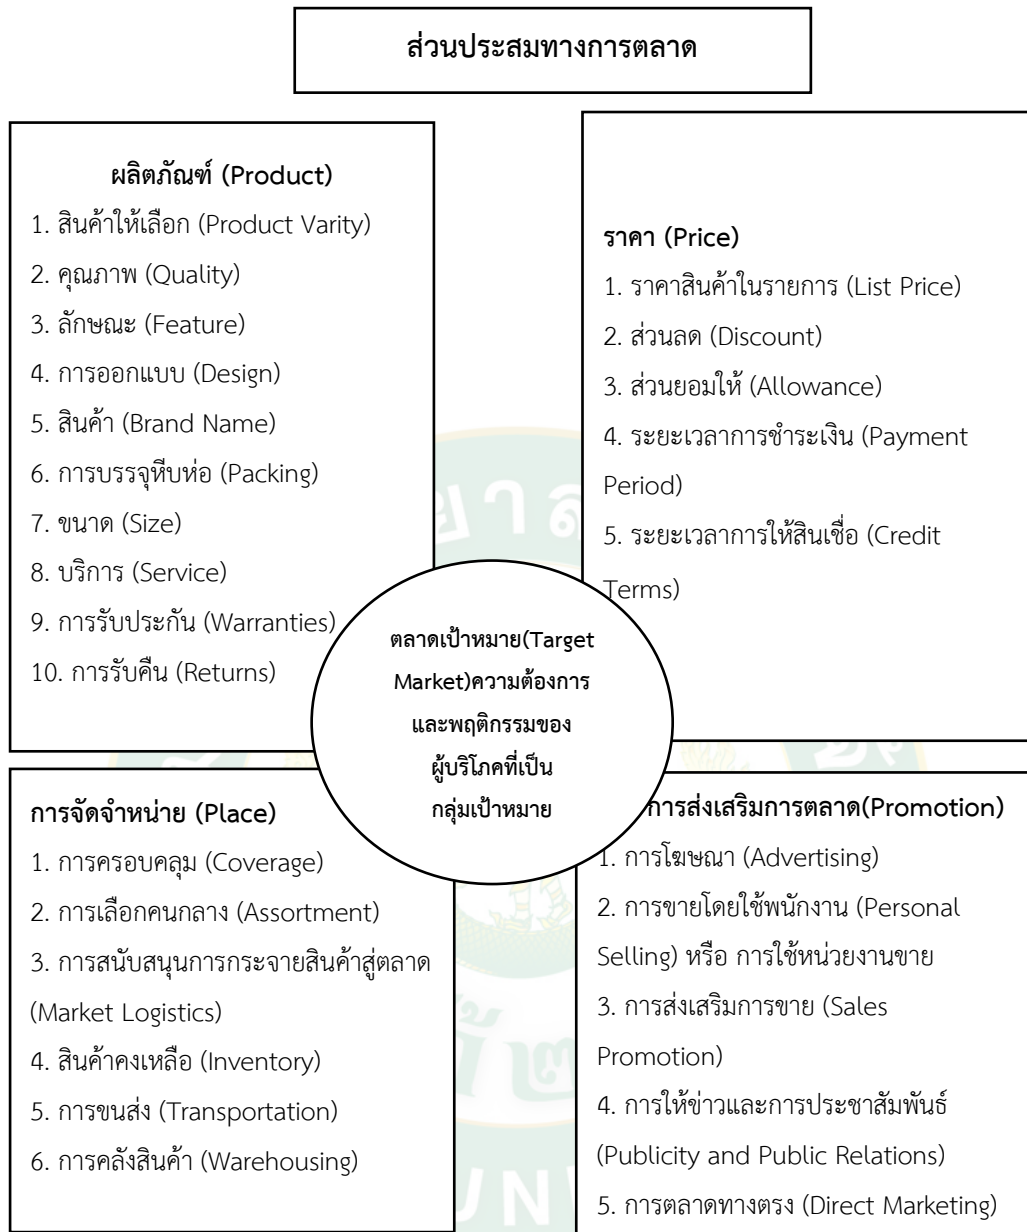 ส่วนประสมทางการตลาด
ผลิตภัณฑ์ (Product)
1. สินค้าให้เลือก (Product Varity)
2. คุณภาพ (Quality)
3. ลักษณะ (Feature)
4. การออกแบบ (Design)
5. สินค้า (Brand Name)
6. การบรรจุหีบห่อ (Packing)
7. ขนาด (Size)
8. บริการ (Service)
9. การรับประกัน (Warranties)
10. การรับคืน (Returns)
ราคา (Price)
1. ราคาสินค้าในรายการ (List Price)
2. ส่วนลด (Discount)
3. ส่วนยอมให้ (Allowance)
4. ระยะเวลาการชำระเงิน (Payment
Period)
5. ระยะเวลาการให้สินเชื่อ (Credit
Terms)
ตลาดเป้าหมาย(Target
Market)ความต้องการ
และพฤติกรรมของ
ผู้บริโภคที่เป็น
กลุ่มเป้าหมาย
การจัดจำหน่าย (Place)
1. การครอบคลุม (Coverage)
2. การเลือกคนกลาง (Assortment)
3. การสนับสนุนการกระจายสินค้าสู่ตลาด
(Market Logistics)
4. สินค้าคงเหลือ (Inventory)
5. การขนส่ง (Transportation)
6. การคลังสินค้า (Warehousing)
การส่งเสริมการตลาด(Promotion)
1. การโฆษณา (Advertising)
2. การขายโดยใช้พนักงาน (Personal
Selling) หรือ การใช้หน่วยงานขาย
3. การส่งเสริมการขาย (Sales
Promotion)
4. การให้ข่าวและการประชาสัมพันธ์
(Publicity and Public Relations)
5. การตลาดทางตรง (Direct Marketing)